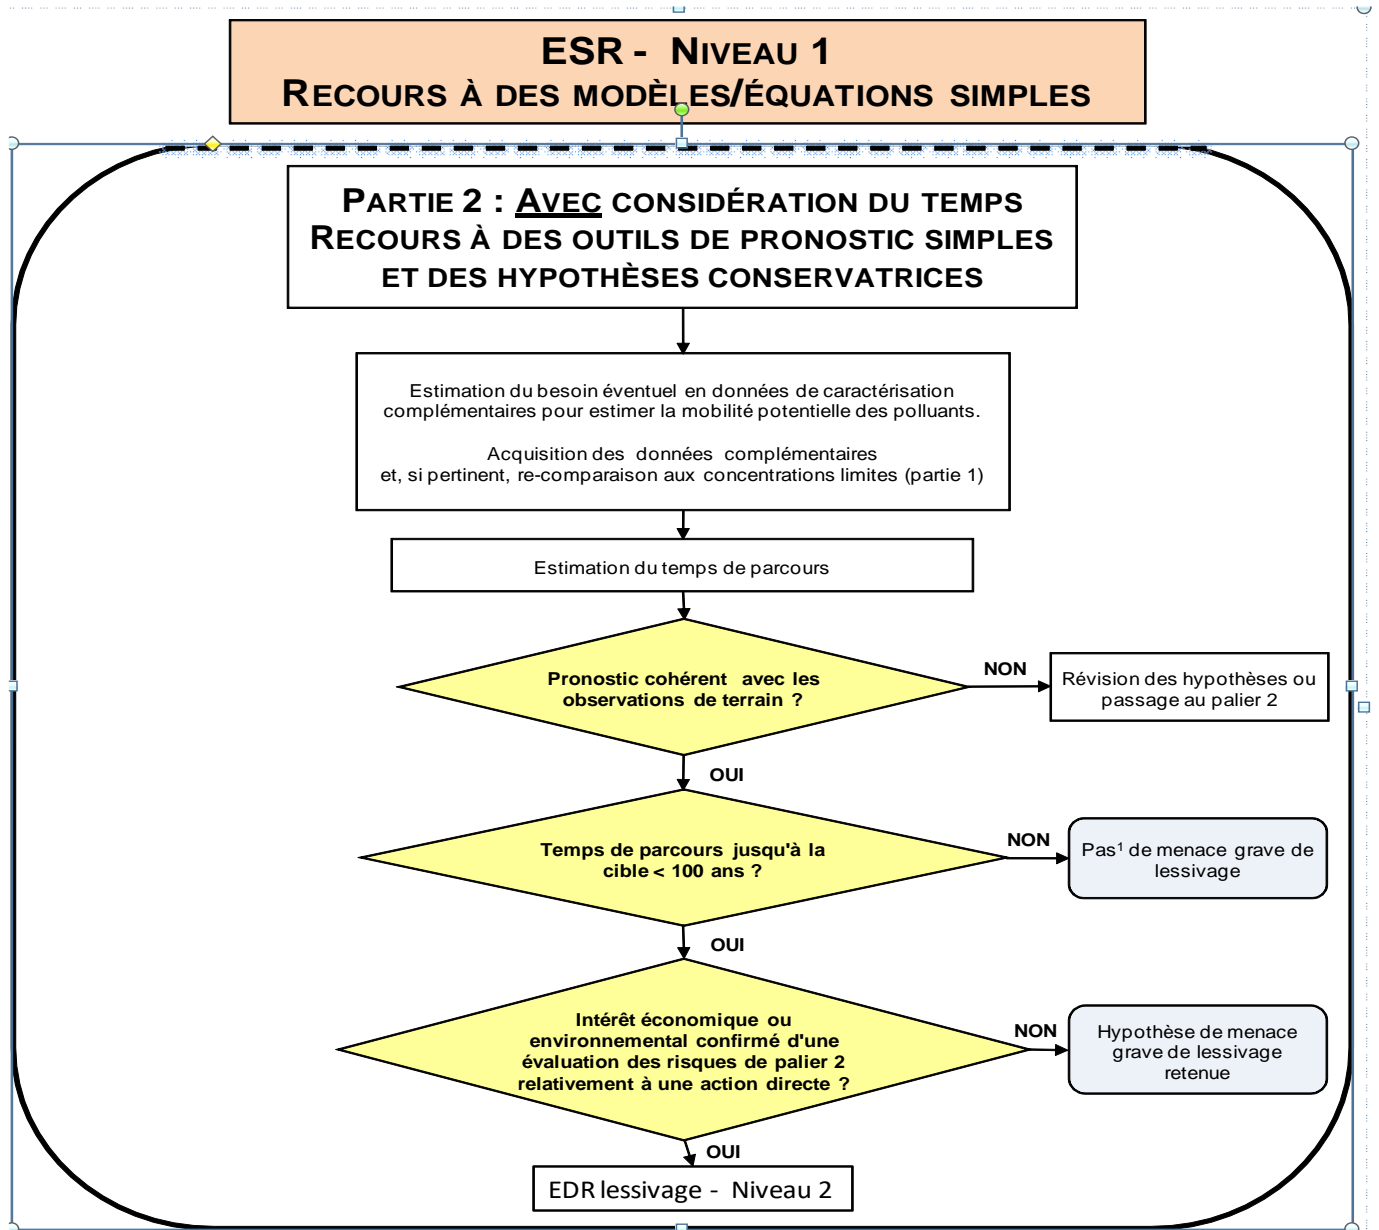 ESR - NIVEAU 1
RECOURS À DES MODÈLES/ÉQUATIONS SIMPLES
PARTIE 2 : AVEC CONSIDÉRATION DU TEMPS
RECOURS À DES OUTILS DE PRONOSTIC SIMPLES
ET DES HYPOTHÈSES CONSERVATRICES
Estimation du besoin éventuel en données de caractérisation
complémentaires pour estimer la mobilité potentielle des polluants.
Acquisition des données complémentaires
et, si pertinent, re-comparaison aux concentrations limites (partie 1)
Estimation du temps de parcours
Pronostic cohérent avec les
observations de terrain ?
NON
Révision des hypothèses ou
passage au palier 2
OUI
Temps de parcours jusqu'à la
cible < 100 ans ?
NON
Pas¹ de menace grave de
lessivage
OUI
Intérêt économique ou
environnemental confirmé d'une
évaluation des risques de palier 2
relativement à une action directe ?
NON
Hypothèse de menace
grave de lessivage
retenue
OUI
EDR lessivage - Niveau 2